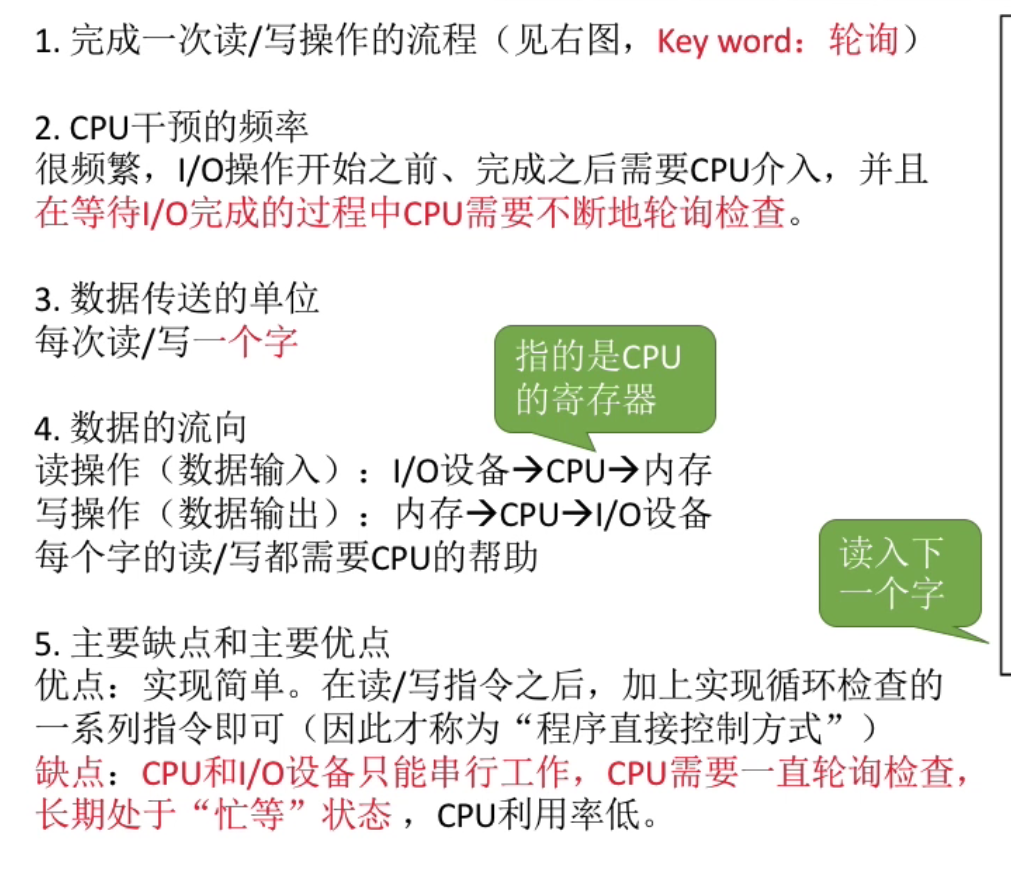 1. 完成一次读/写操作的流程（见右图，Key word：轮询）
2. CPU干预的频率
很频繁，I/O操作开始之前、完成之后需要CPU介入，并且
在等待I/O完成的过程中CPU需要不断地轮询检查。
3. 数据传送的单位
每次读/写一个字
指的是CPU
的寄存器
4. 数据的流向
读操作（数据输入）：I/O设备→CPU→内存
写操作（数据输出）：内存→CPU→I/O设备
每个字的读/写都需要CPU的帮助
读入下
一个字
5. 主要缺点和主要优点
优点：实现简单。在读/写指令之后，加上实现循环检查的
一系列指令即可（因此才称为“程序直接控制方式”）
缺点：CPU和I/O设备只能串行工作，CPU需要一直轮询检查，
长期处于“忙等”状态，CPU利用率低。